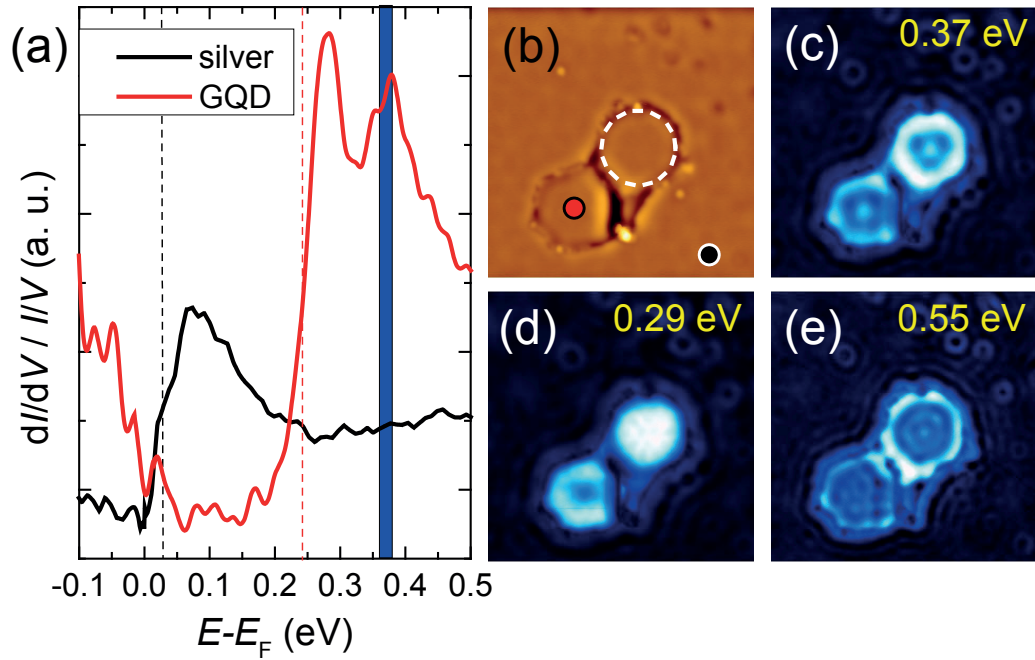 (a)
silver
GQD
dI/dV / I/V (a. u.)
-0.1 0.0 0.1 0.2 0.3 0.4 0.5
E-E_F (eV)
(b)
(c) 0.37 eV
(d) 0.29 eV
(e) 0.55 eV